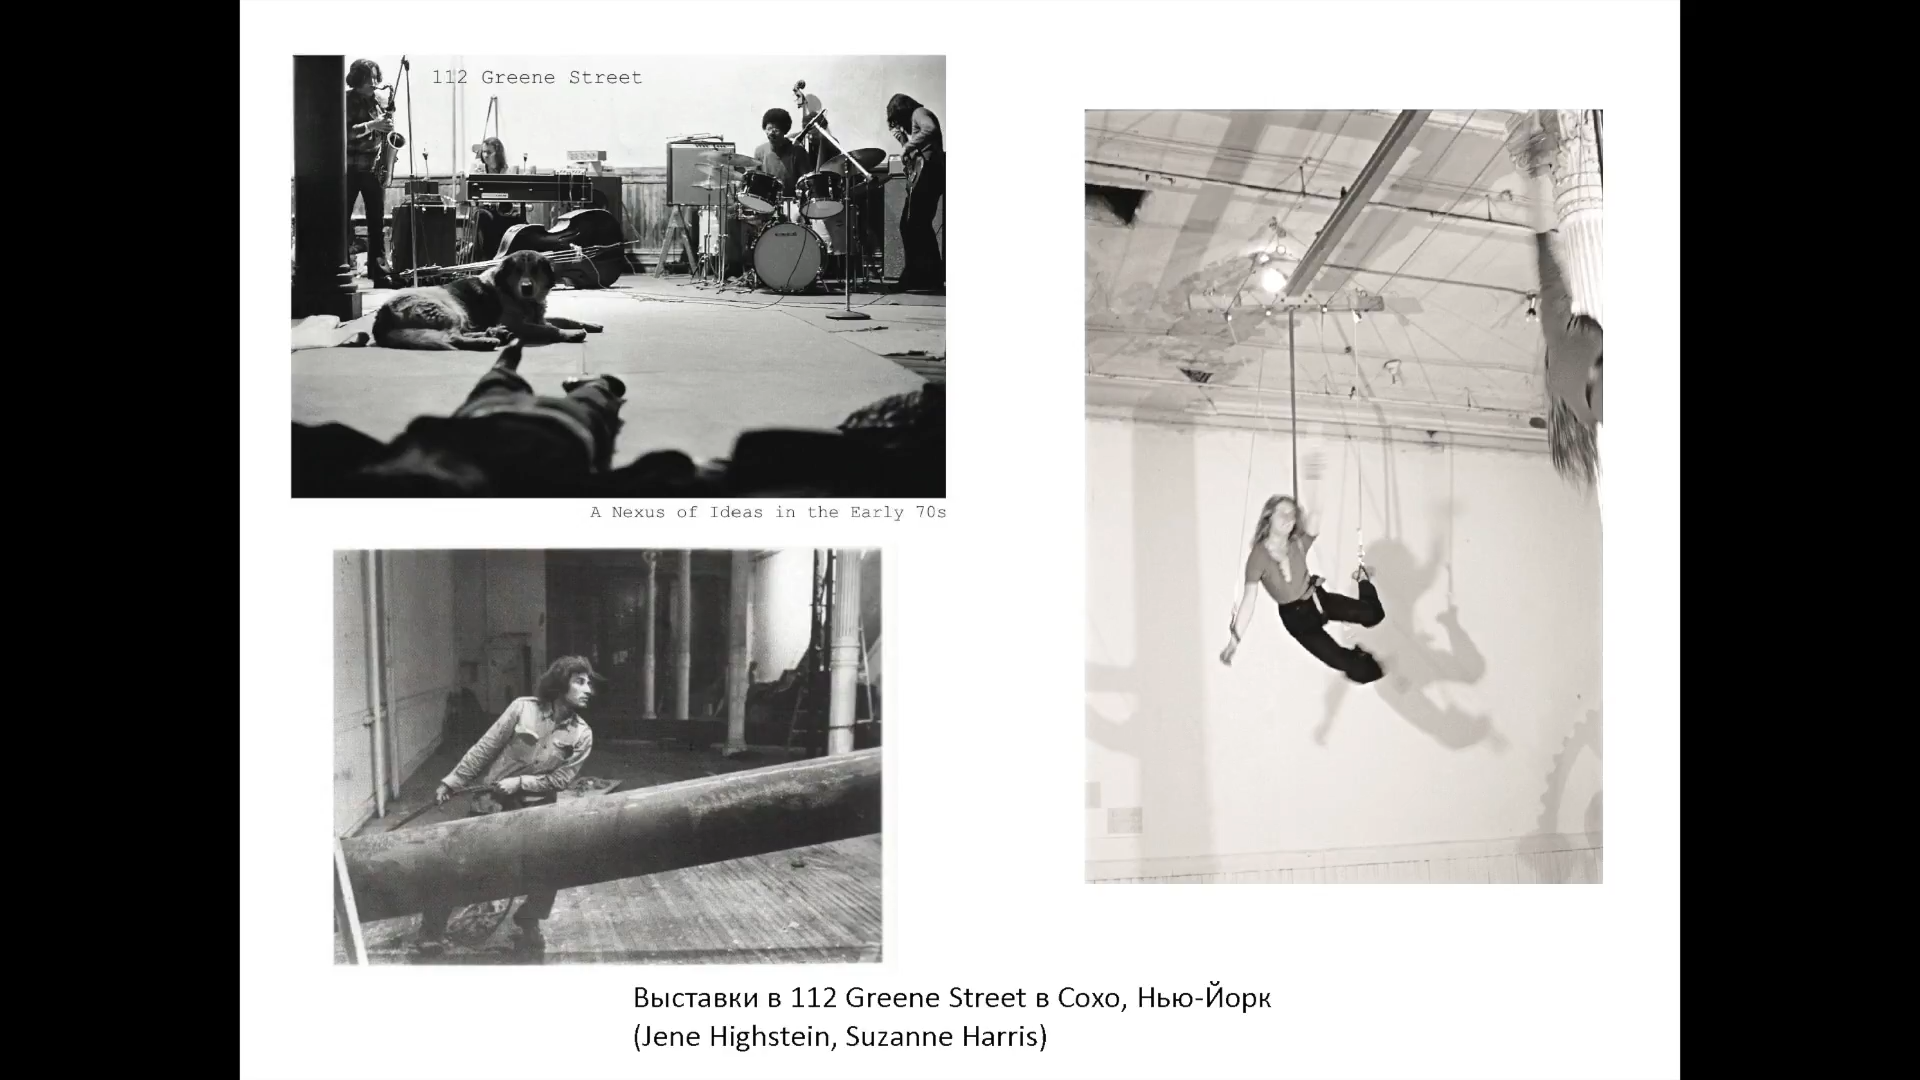 112 Greene Street
A Nexus of Ideas in the Early 70s
Выставки в 112 Greene Street в Сохо, Нью-Йорк
(Jene Highstein, Suzanne Harris)